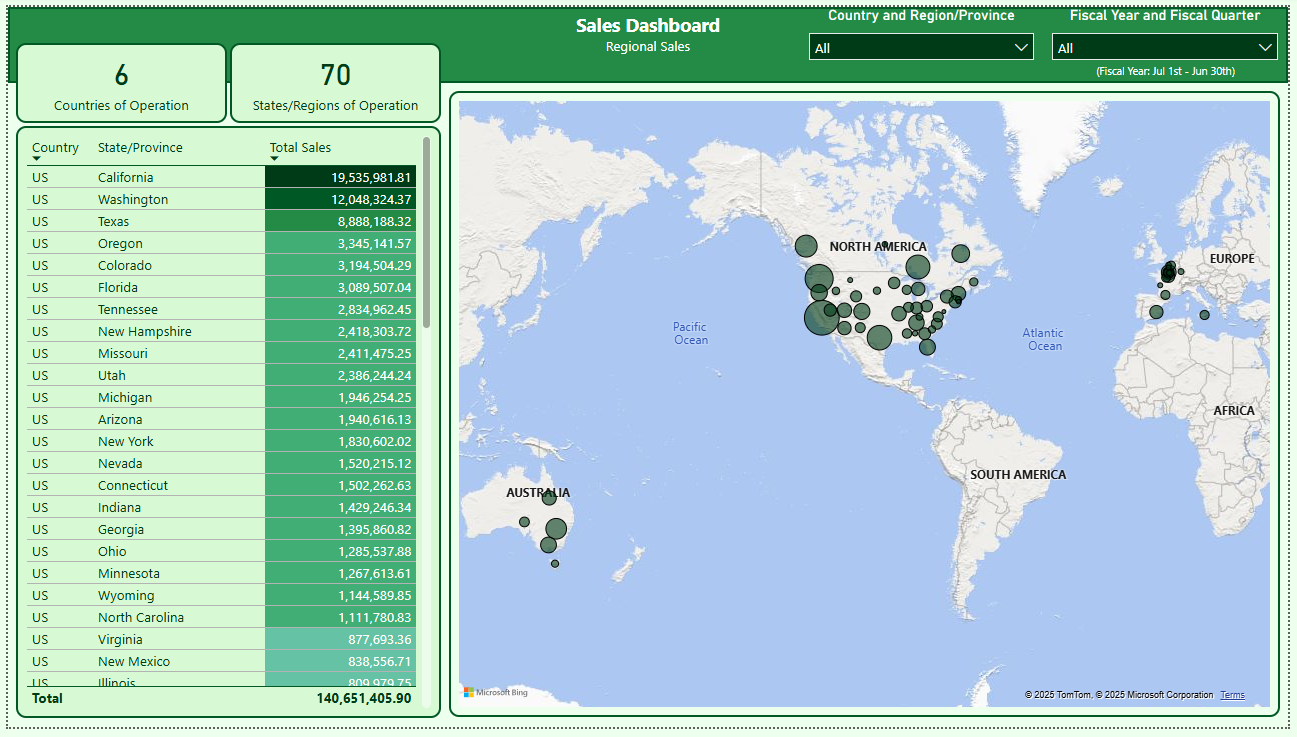 Sales Dashboard
Regional Sales
Country and Region/Province
All
Fiscal Year and Fiscal Quarter
All
(Fiscal Year: Jul 1st - Jun 30th)
6
Countries of Operation
70
States/Regions of Operation
Country State/Province Total Sales
US California 19,535,981.81
US Washington 12,048,324.37
US Texas 8,888,188.32
US Oregon 3,345,141.57
US Colorado 3,194,504.29
US Florida 3,089,507.04
US Tennessee 2,834,962.45
US New Hampshire 2,418,303.72
US Missouri 2,411,475.25
US Utah 2,386,244.24
US Michigan 1,946,254.25
US Arizona 1,940,616.13
US New York 1,830,602.02
US Nevada 1,520,215.12
US Connecticut 1,502,262.63
US Indiana 1,429,246.34
US Georgia 1,395,860.82
US Ohio 1,285,537.88
US Minnesota 1,267,613.61
US Wyoming 1,144,589.85
US North Carolina 1,111,780.83
US Virginia 877,693.36
US New Mexico 838,556.71
US Illinois 809,979.75
Total 140,651,405.90
NORTH AMERICA
EUROPE
Pacific
Ocean
Atlantic
Ocean
AFRICA
SOUTH AMERICA
AUSTRALIA
Microsoft Bing
© 2025 TomTom, © 2025 Microsoft Corporation Terms